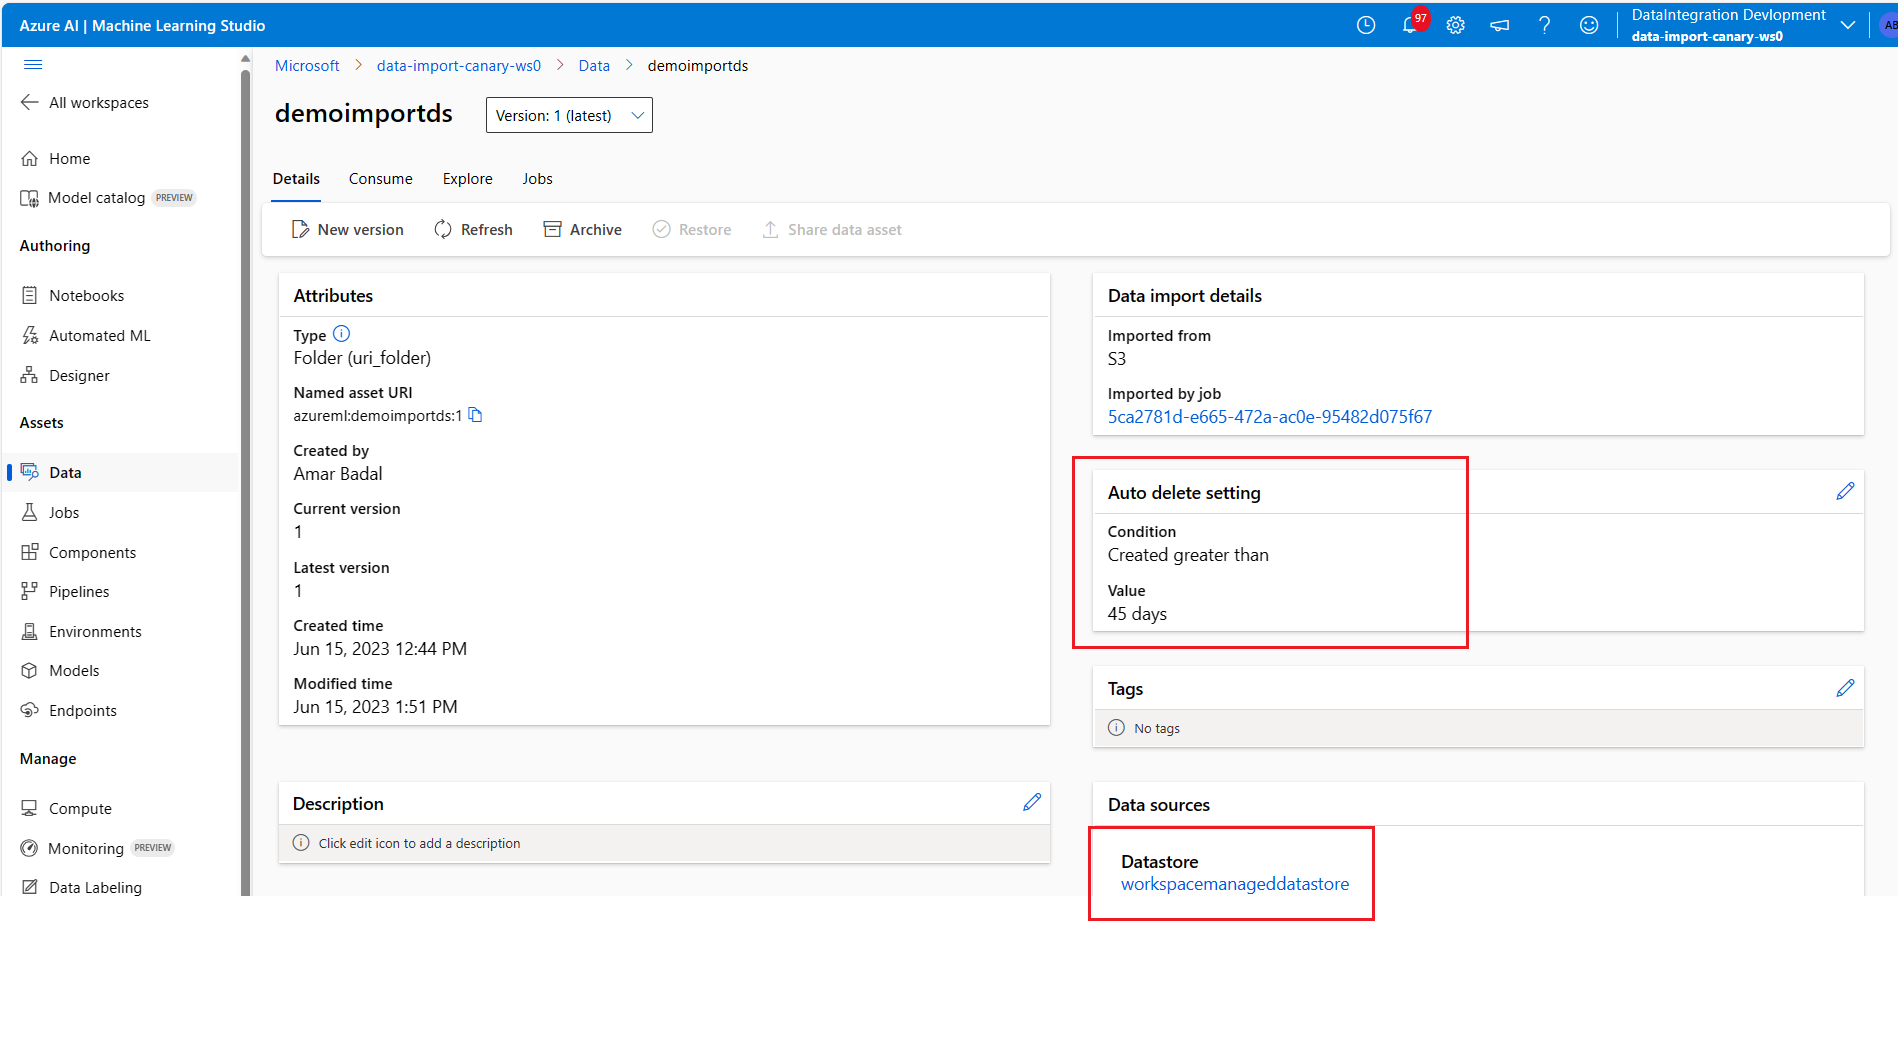 Azure AI | Machine Learning Studio
97
DataIntegration Devlopment
data-import-canary-ws0
AB
All workspaces
Home
Model catalog PREVIEW
Authoring
Notebooks
Automated ML
Designer
Assets
Data
Jobs
Components
Pipelines
Environments
Models
Endpoints
Manage
Compute
Monitoring PREVIEW
Data Labeling
Microsoft > data-import-canary-ws0 > Data > demoimportds
demoimportds
Version: 1 (latest)
Details Consume Explore Jobs
New version Refresh Archive Restore Share data asset
Attributes
Type
Folder (uri_folder)
Named asset URI
azureml:demoimportds:1
Created by
Amar Badal
Current version
1
Latest version
1
Created time
Jun 15, 2023 12:44 PM
Modified time
Jun 15, 2023 1:51 PM
Description
Click edit icon to add a description
Data import details
Imported from
S3
Imported by job
5ca2781d-e665-472a-ac0e-95482d075f67
Auto delete setting
Condition
Created greater than
Value
45 days
Tags
No tags
Data sources
Datastore
workspacemanageddatastore